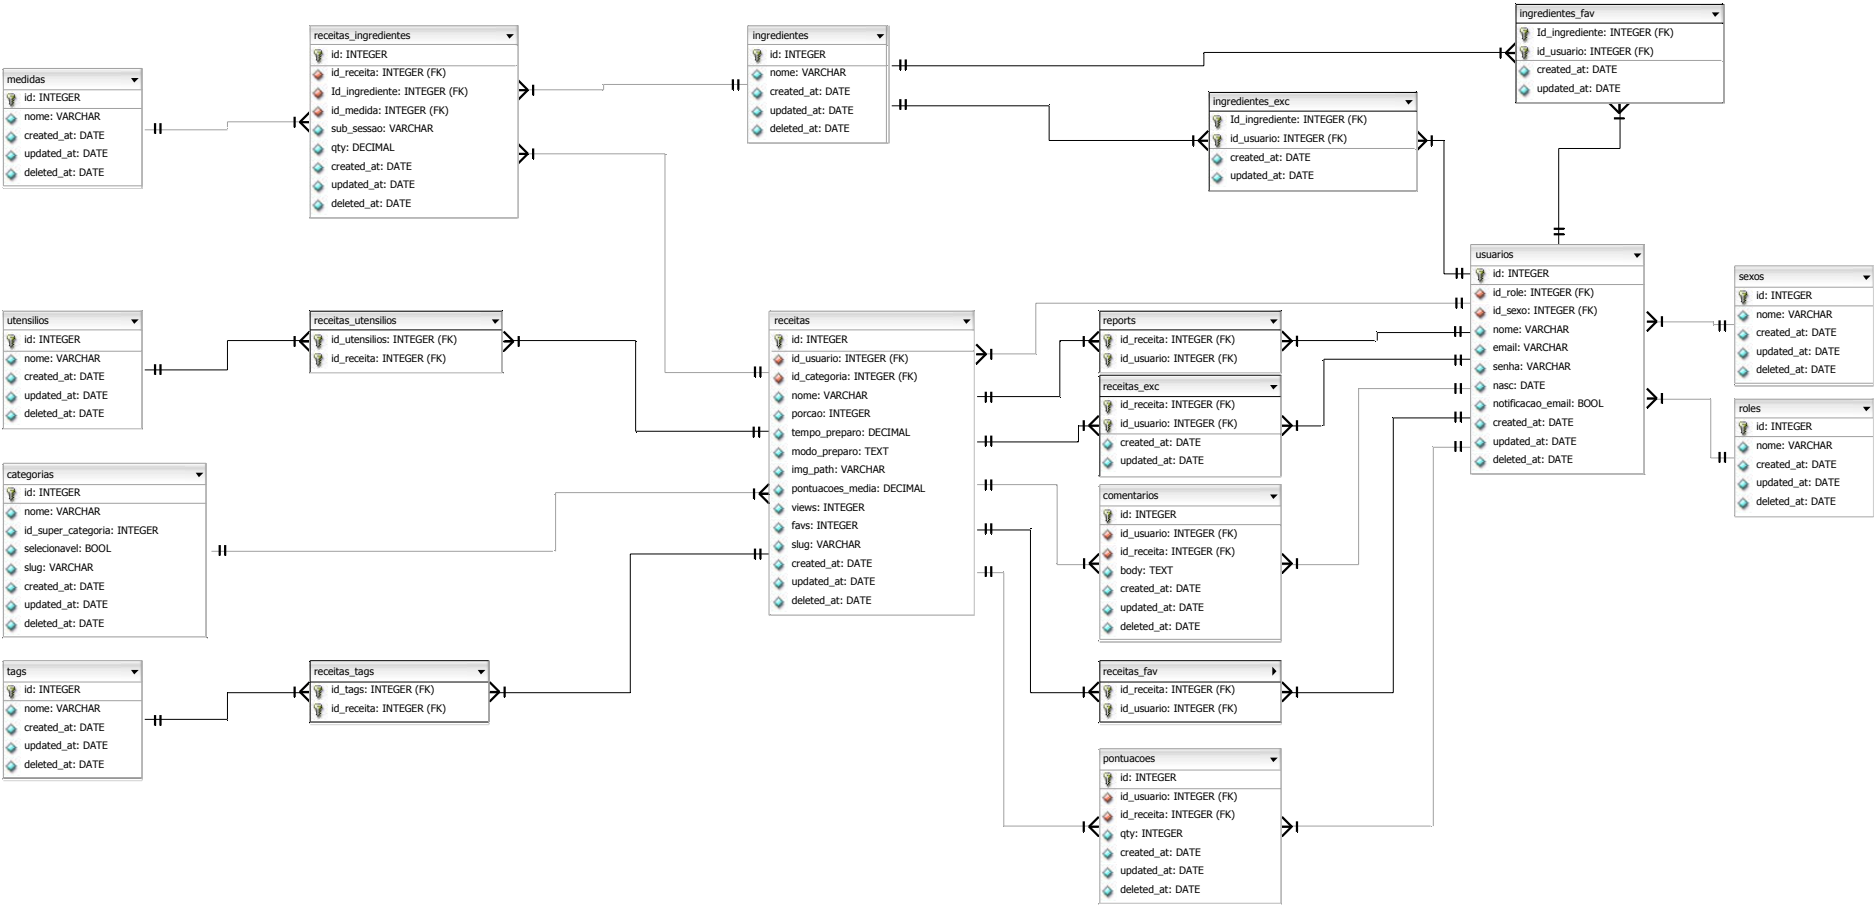 medidas
id: INTEGER
nome: VARCHAR
created_at: DATE
updated_at: DATE
deleted_at: DATE
receitas_ingredientes
id: INTEGER
id_receita: INTEGER (FK)
Id_ingrediente: INTEGER (FK)
id_medida: INTEGER (FK)
sub_sessao: VARCHAR
qty: DECIMAL
created_at: DATE
updated_at: DATE
deleted_at: DATE
ingredientes
id: INTEGER
nome: VARCHAR
created_at: DATE
updated_at: DATE
deleted_at: DATE
ingredientes_exc
Id_ingrediente: INTEGER (FK)
id_usuario: INTEGER (FK)
created_at: DATE
updated_at: DATE
ingredientes_fav
Id_ingrediente: INTEGER (FK)
id_usuario: INTEGER (FK)
created_at: DATE
updated_at: DATE
utensilios
id: INTEGER
nome: VARCHAR
created_at: DATE
updated_at: DATE
deleted_at: DATE
receitas_utensilios
id_utensilios: INTEGER (FK)
id_receita: INTEGER (FK)
receitas
id: INTEGER
id_usuario: INTEGER (FK)
id_categoria: INTEGER (FK)
nome: VARCHAR
porcao: INTEGER
tempo_preparo: DECIMAL
modo_preparo: TEXT
img_path: VARCHAR
pontuacoes_media: DECIMAL
views: INTEGER
favs: INTEGER
slug: VARCHAR
created_at: DATE
updated_at: DATE
deleted_at: DATE
reports
id_receita: INTEGER (FK)
id_usuario: INTEGER (FK)
receitas_exc
id_receita: INTEGER (FK)
id_usuario: INTEGER (FK)
created_at: DATE
updated_at: DATE
usuarios
id: INTEGER
id_role: INTEGER (FK)
id_sexo: INTEGER (FK)
nome: VARCHAR
email: VARCHAR
senha: VARCHAR
nasc: DATE
notificacao_email: BOOL
created_at: DATE
updated_at: DATE
deleted_at: DATE
sexos
id: INTEGER
nome: VARCHAR
created_at: DATE
updated_at: DATE
deleted_at: DATE
roles
id: INTEGER
nome: VARCHAR
created_at: DATE
updated_at: DATE
deleted_at: DATE
categorias
id: INTEGER
nome: VARCHAR
id_super_categoria: INTEGER
selecionavel: BOOL
slug: VARCHAR
created_at: DATE
updated_at: DATE
deleted_at: DATE
comentarios
id: INTEGER
id_usuario: INTEGER (FK)
id_receita: INTEGER (FK)
body: TEXT
created_at: DATE
updated_at: DATE
deleted_at: DATE
tags
id: INTEGER
nome: VARCHAR
created_at: DATE
updated_at: DATE
deleted_at: DATE
receitas_tags
id_tags: INTEGER (FK)
id_receita: INTEGER (FK)
receitas_fav
id_receita: INTEGER (FK)
id_usuario: INTEGER (FK)
pontuacoes
id: INTEGER
id_usuario: INTEGER (FK)
id_receita: INTEGER (FK)
qty: INTEGER
created_at: DATE
updated_at: DATE
deleted_at: DATE